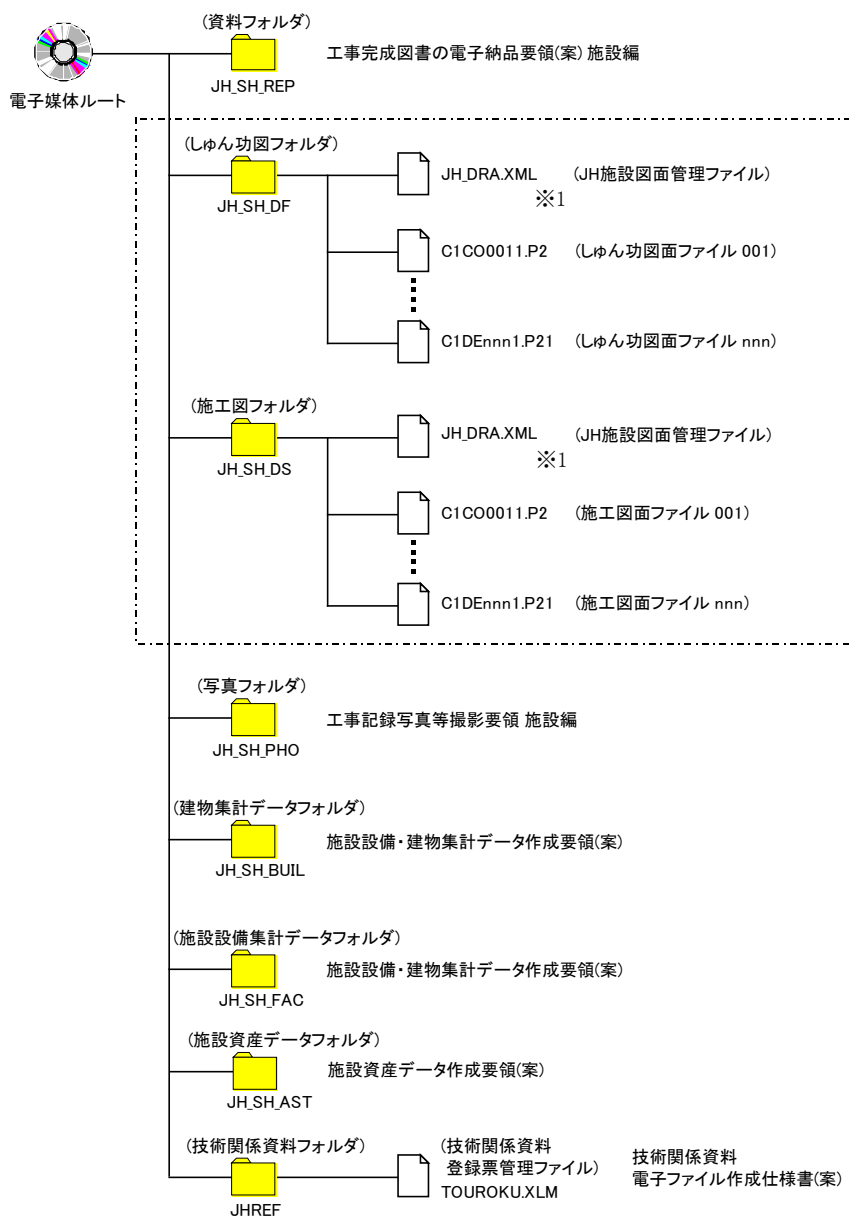 (資料フォルダ)
工事完成図書の電子納品要領(案) 施設編
JH_SH_REP
電子媒体ルート
(しゅん功図フォルダ)
JH_DRA.XML (JH施設図面管理ファイル)
※1
JH_SH_DF
C1CO0011.P2 (しゅん功図面ファイル 001)
C1DEnnn1.P21 (しゅん功図面ファイル nnn)
(施工図フォルダ)
JH_DRA.XML (JH施設図面管理ファイル)
※1
JH_SH_DS
C1CO0011.P2 (施工図面ファイル 001)
C1DEnnn1.P21 (施工図面ファイル nnn)
(写真フォルダ)
工事記録写真等撮影要領 施設編
JH_SH_PHO
(建物集計データフォルダ)
施設設備・建物集計データ作成要領(案)
JH_SH_BUIL
(施設設備集計データフォルダ)
施設設備・建物集計データ作成要領(案)
JH_SH_FAC
(施設資産データフォルダ)
施設資産データ作成要領(案)
JH_SH_AST
(技術関係資料フォルダ)
JHREF
(技術関係資料
登録票管理ファイル)
TOUROKU.XLM
技術関係資料
電子ファイル作成仕様書(案)